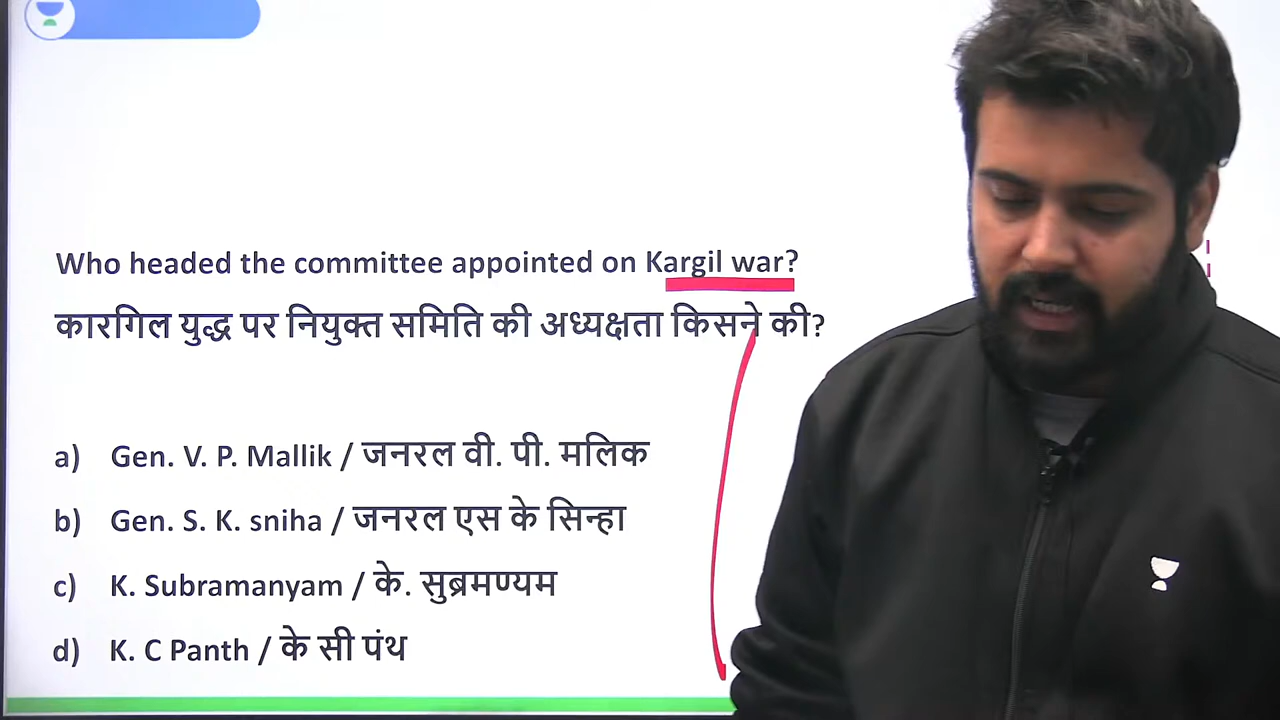 Who headed the committee appointed on Kargil war?
कारगिल युद्ध पर नियुक्त समिति की अध्यक्षता किसने की?
a) Gen. V. P. Mallik / जनरल वी. पी. मलिक
b) Gen. S. K. sniha / जनरल एस के सिन्हा
c) K. Subramanyam / के. सुब्रमण्यम
d) K. C Panth / के सी पंथ